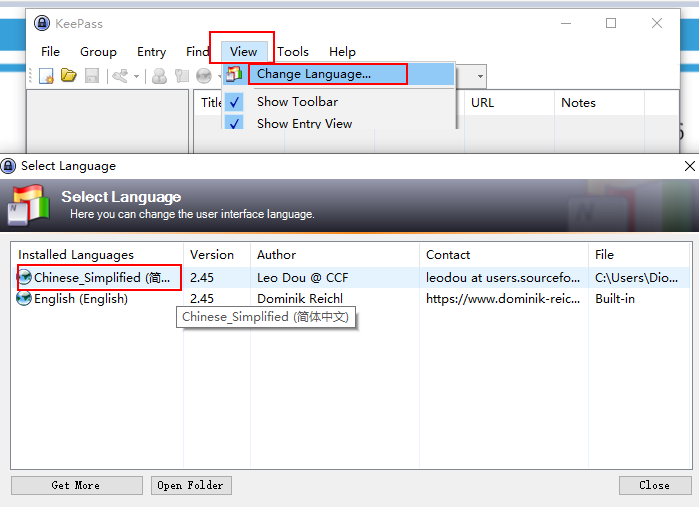 KeePass
File Group Entry Find View Tools Help
Change Language...
Title URL Notes
Show Toolbar
Show Entry View
Select Language
Select Language
Here you can change the user interface language.
Installed Languages Version Author Contact File
Chinese_Simplified (简... 2.45 Leo Dou @ CCF leodou at users.sourcefo... C:\Users\Dio...
English (English) 2.45 Dominik Reichl https://www.dominik-reic... Built-in
Chinese_Simplified (简体中文)
Get More Open Folder Close